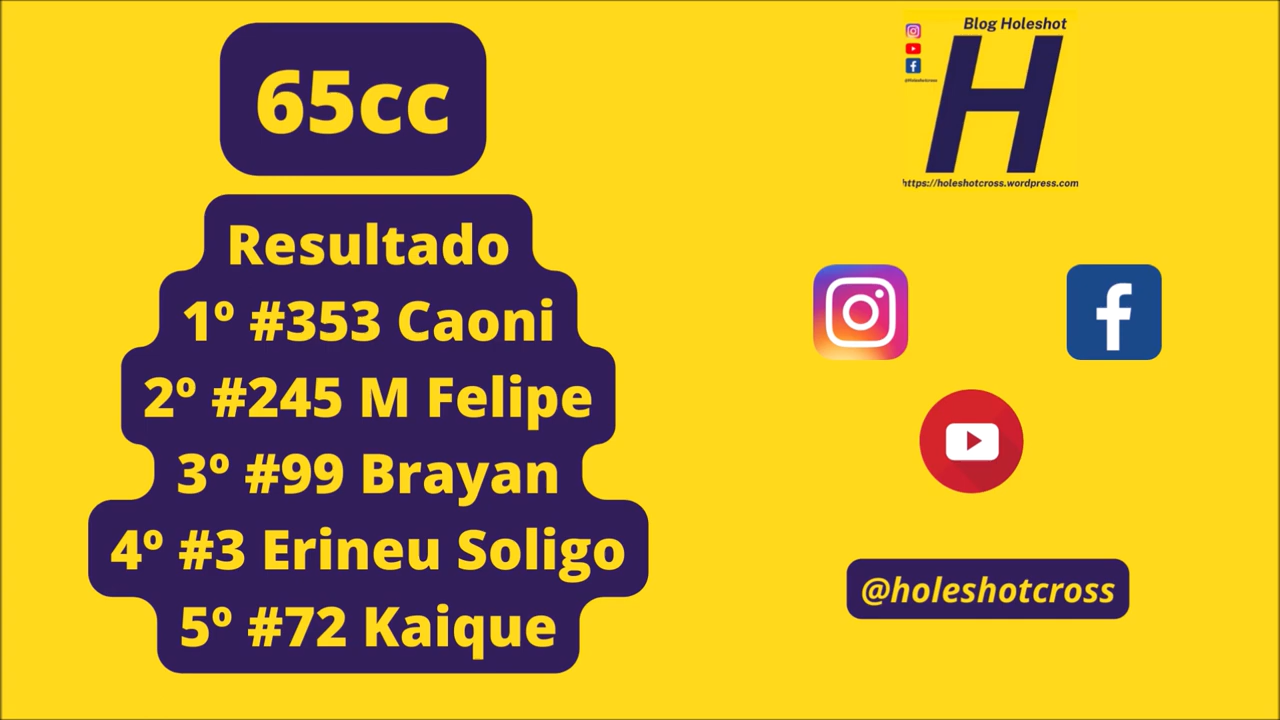 65cc
Resultado
1º #353 Caoni
2º #245 M Felipe
3º #99 Brayan
4º #3 Erineu Soligo
5º #72 Kaique
Blog Holeshot
@holeshotcross
H
https://holeshotcross.wordpress.com
@holeshotcross